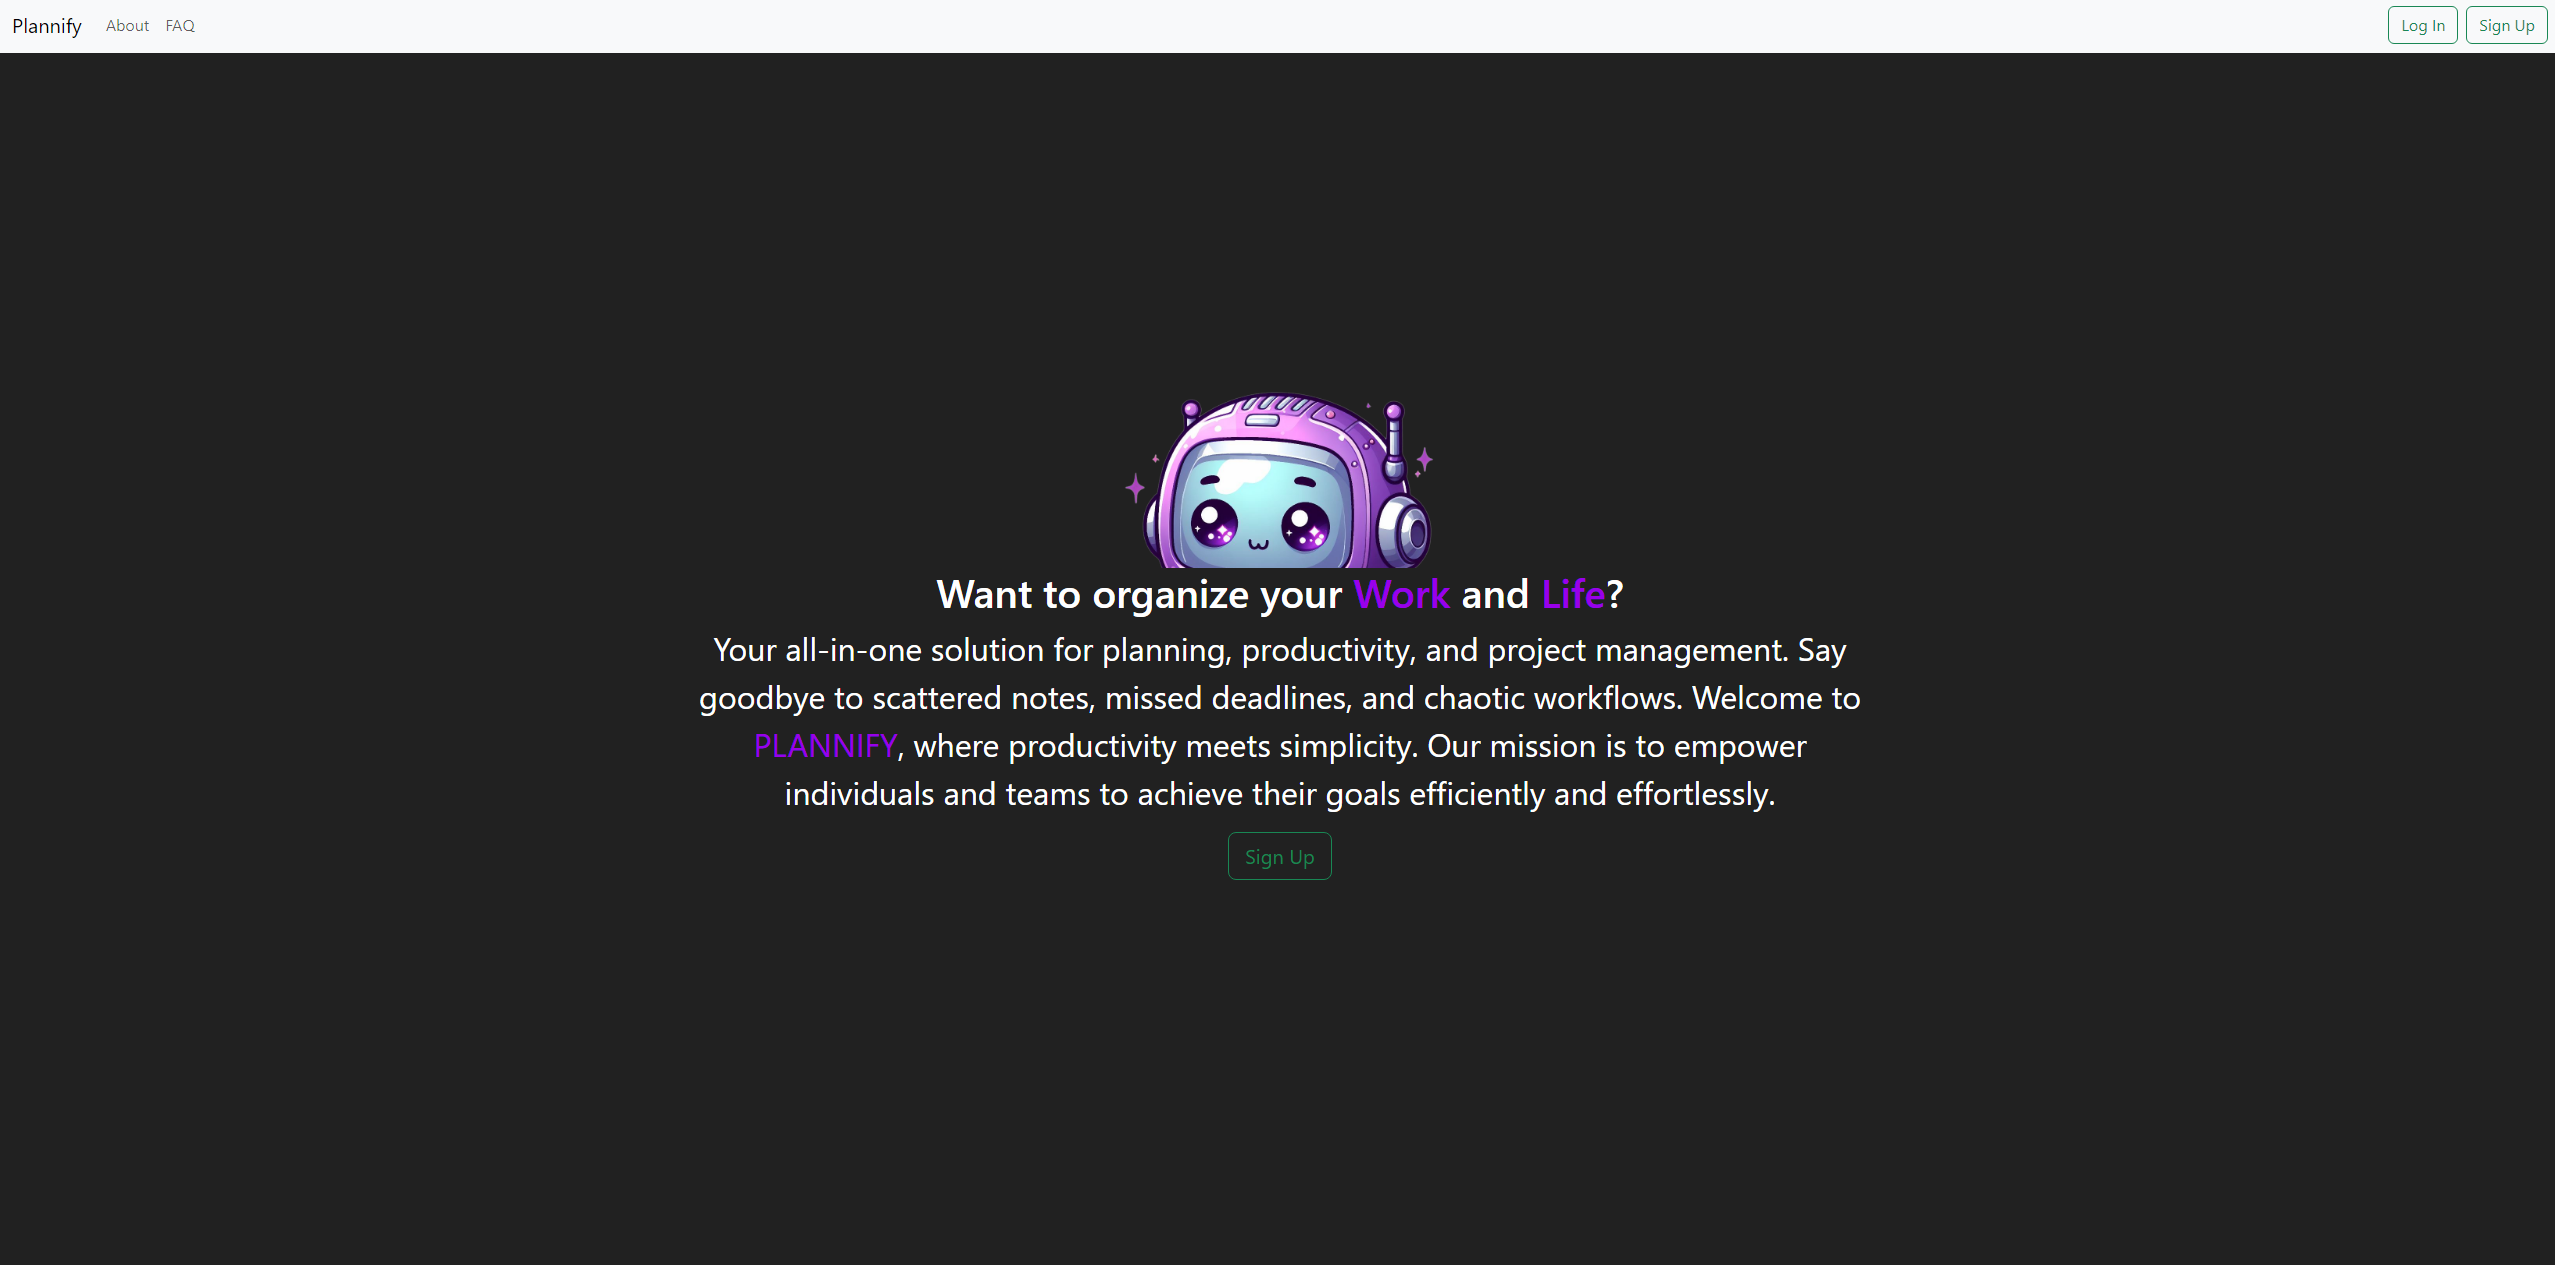 Plannify About FAQ Log In Sign Up
Want to organize your Work and Life?
Your all-in-one solution for planning, productivity, and project management. Say
goodbye to scattered notes, missed deadlines, and chaotic workflows. Welcome to
PLANNIFY, where productivity meets simplicity. Our mission is to empower
individuals and teams to achieve their goals efficiently and effortlessly.
Sign Up